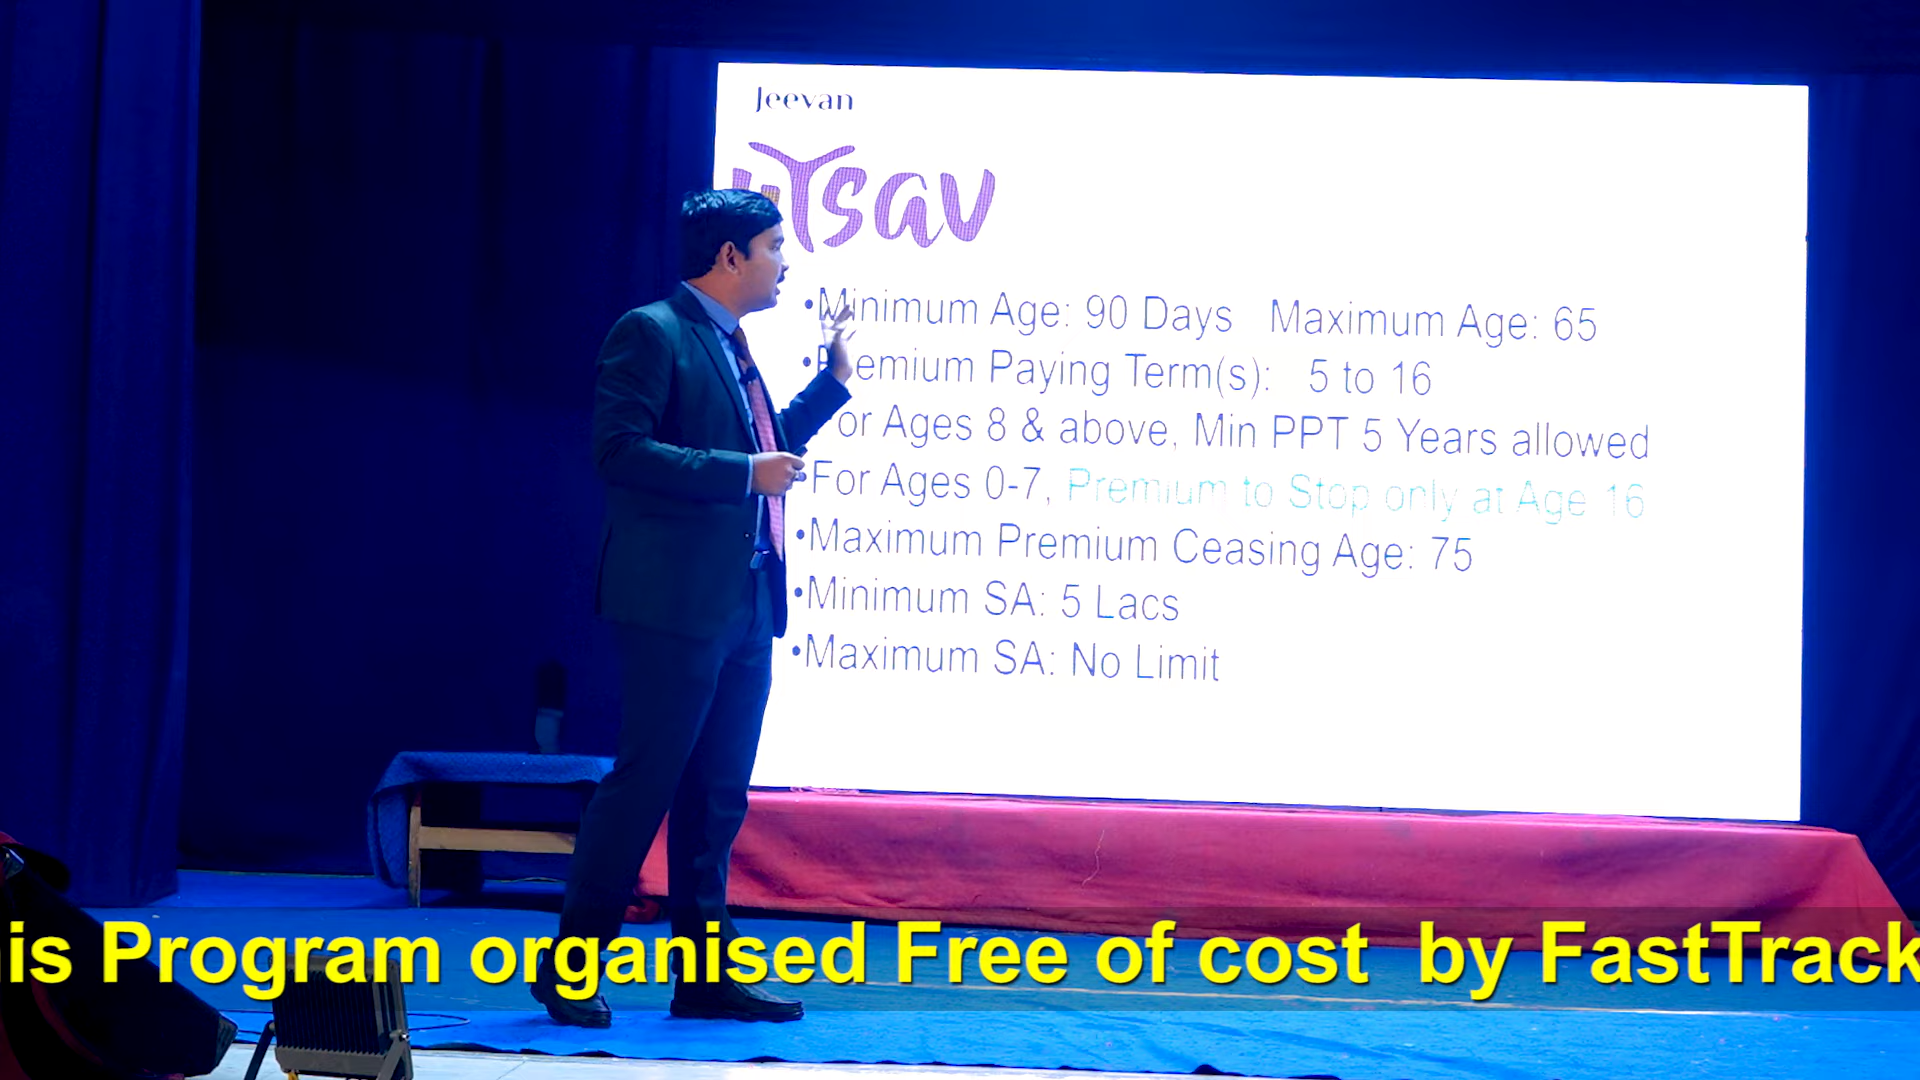 Jeevan
uTsav
•Minimum Age: 90 Days Maximum Age: 65
•Premium Paying Term(s): 5 to 16
or Ages 8 & above, Min PPT 5 Years allowed
•For Ages 0-7, Premium to Stop only at Age 16
•Maximum Premium Ceasing Age: 75
•Minimum SA: 5 Lacs
•Maximum SA: No Limit
is Program organised Free of cost by FastTrack